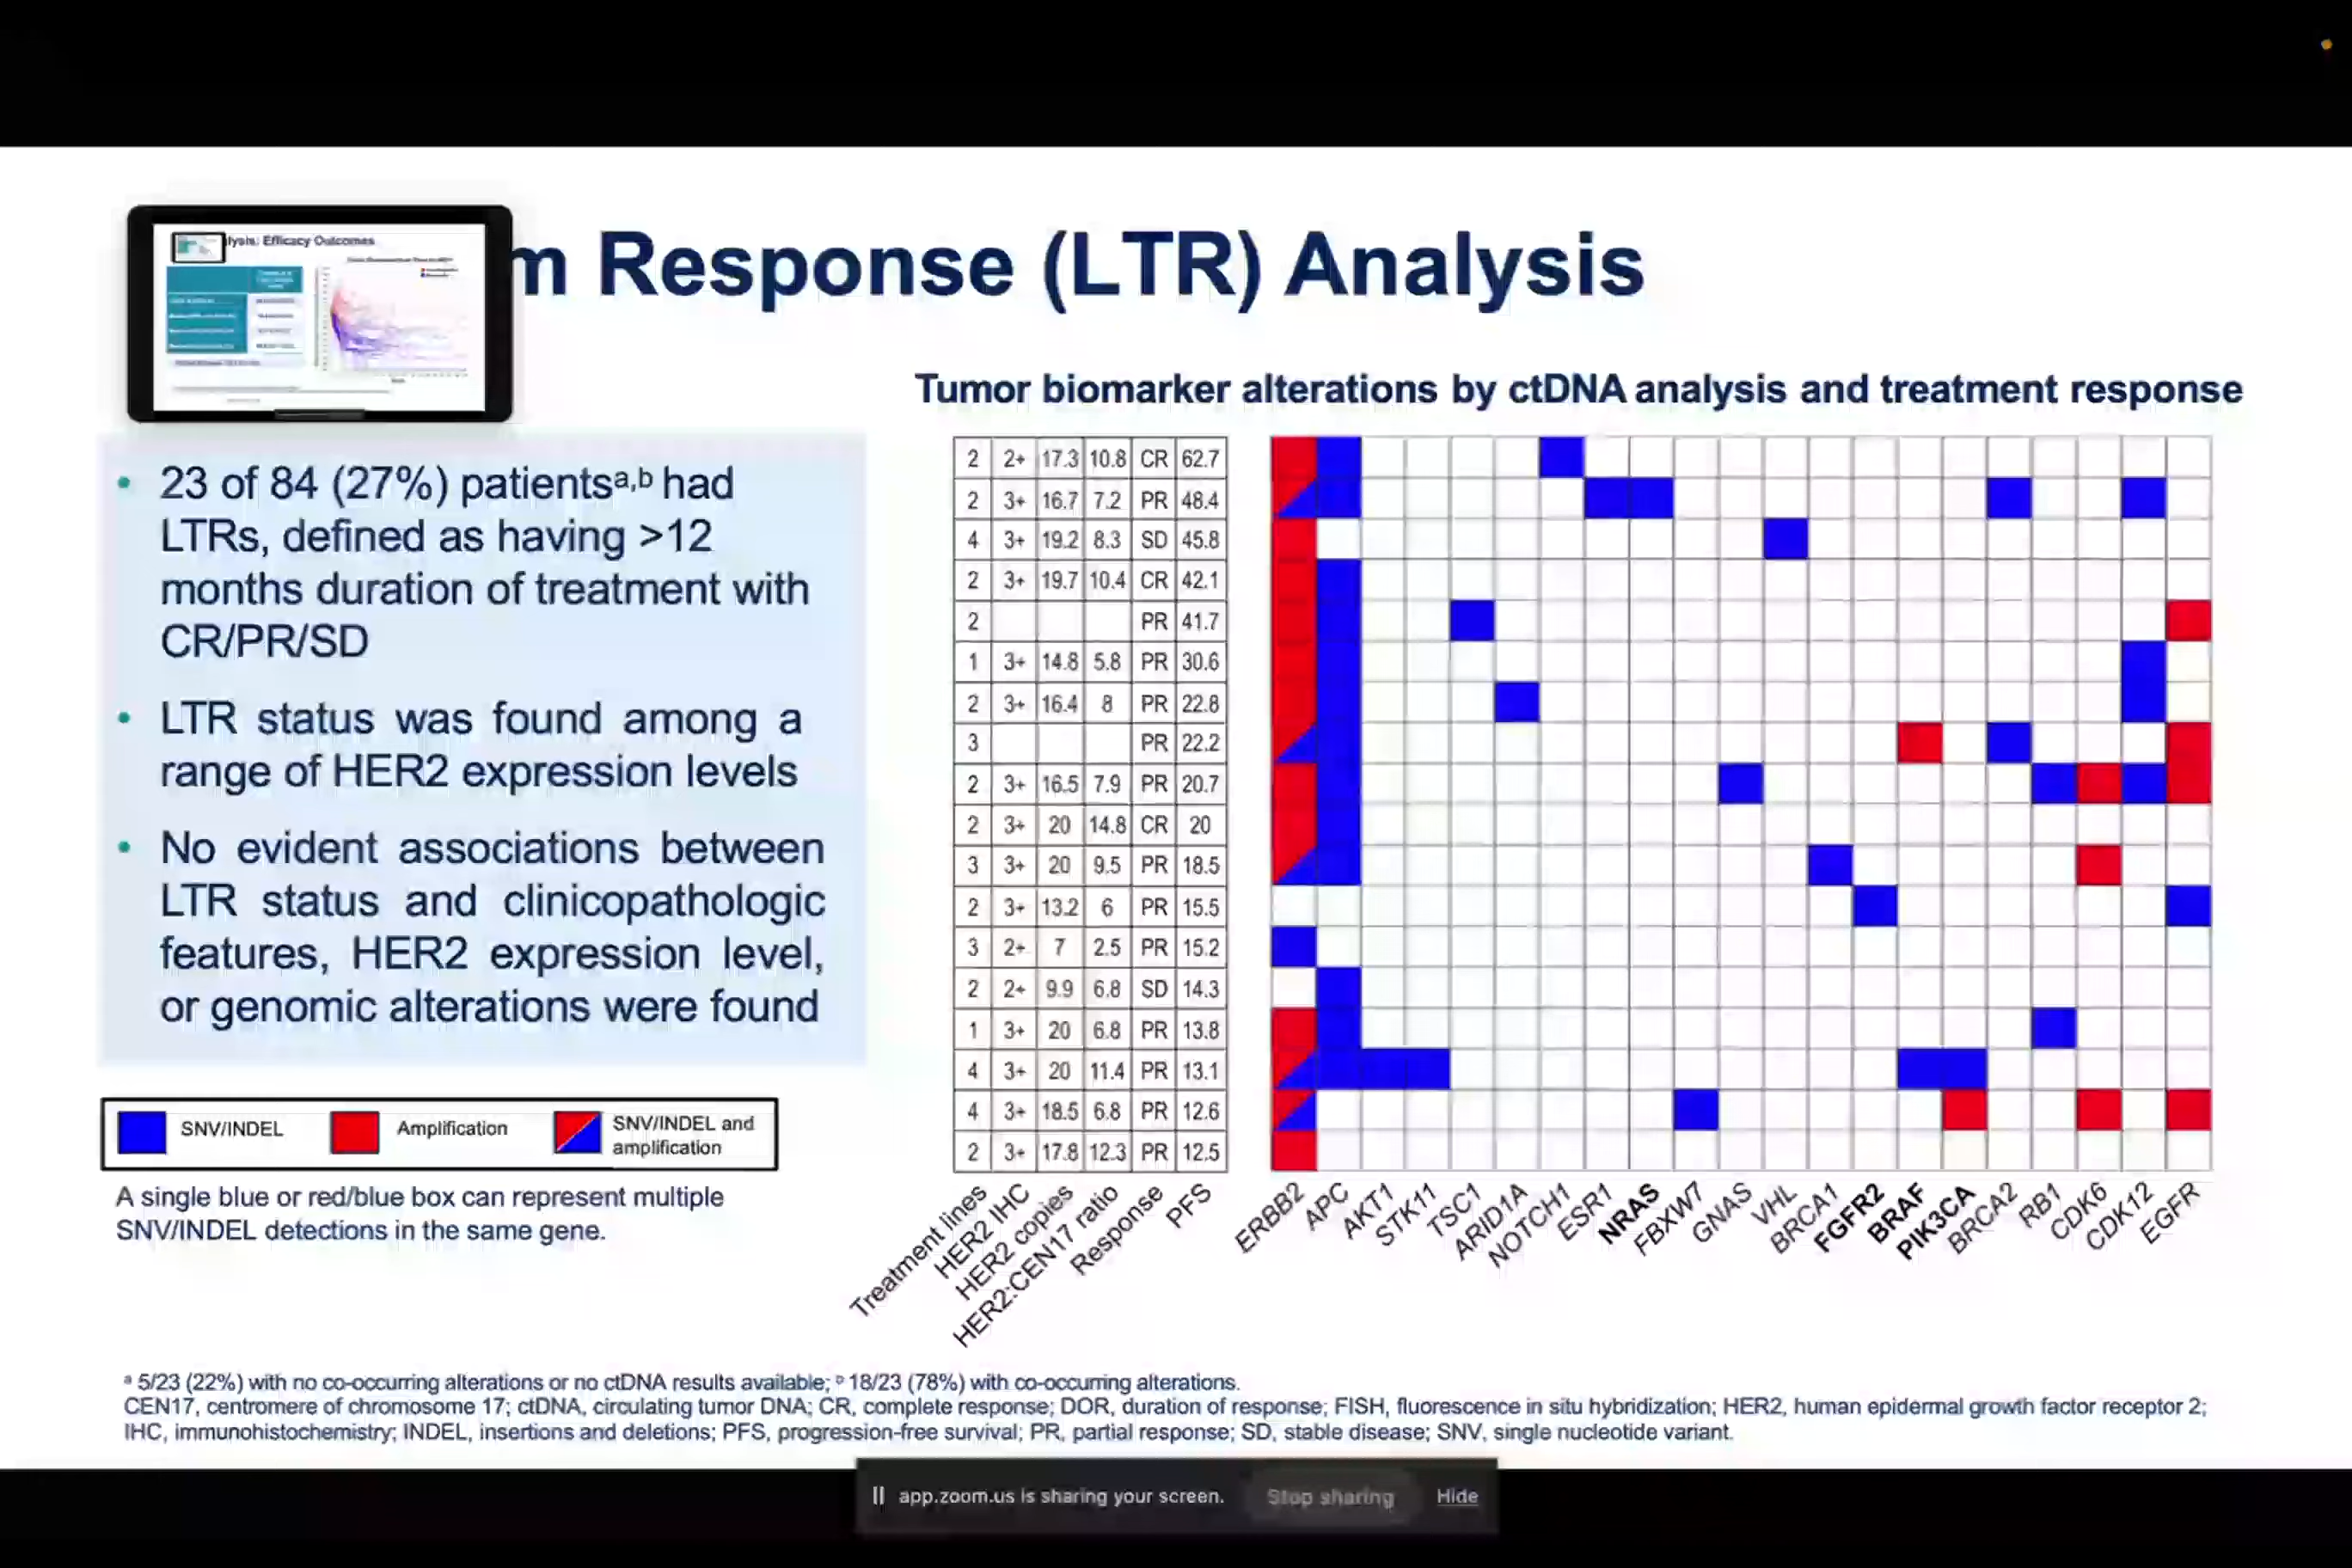 lysis: Efficacy Outcomes
m Response (LTR) Analysis
Tumor biomarker alterations by ctDNA analysis and treatment response
• 23 of 84 (27%) patientsa,b had
LTRs, defined as having >12
months duration of treatment with
CR/PR/SD
• LTR status was found among a
range of HER2 expression levels
• No evident associations between
LTR status and clinicopathologic
features, HER2 expression level,
or genomic alterations were found
SNV/INDEL Amplification SNV/INDEL and
amplification
A single blue or red/blue box can represent multiple
SNV/INDEL detections in the same gene.
2 2+ 17.3 10.8 CR 62.7
2 3+ 16.7 7.2 PR 48.4
4 3+ 19.2 8.3 SD 45.8
2 3+ 19.7 10.4 CR 42.1
2 PR 41.7
1 3+ 14.8 5.8 PR 30.6
2 3+ 16.4 8 PR 22.8
3 PR 22.2
2 3+ 16.5 7.9 PR 20.7
2 3+ 20 14.8 CR 20
3 3+ 20 9.5 PR 18.5
2 3+ 13.2 6 PR 15.5
3 2+ 7 2.5 PR 15.2
2 2+ 9.9 6.8 SD 14.3
1 3+ 20 6.8 PR 13.8
4 3+ 20 11.4 PR 13.1
4 3+ 18.5 6.8 PR 12.6
2 3+ 17.8 12.3 PR 12.5
Treatment lines
HER2 IHC
HER2 copies
HER2:CEN17 ratio
Response
PFS
ERBB2
APC
AKT1
STK11
TSC1
ARID1A
NOTCH1
ESR1
NRAS
FBXW7
GNAS
VHL
BRCA1
FGFR2
BRAF
PIK3CA
BRCA2
RB1
CDK6
CDK12
EGFR
a 5/23 (22%) with no co-occurring alterations or no ctDNA results available; b 18/23 (78%) with co-occurring alterations.
CEN17, centromere of chromosome 17; ctDNA, circulating tumor DNA; CR, complete response; DOR, duration of response; FISH, fluorescence in situ hybridization; HER2, human epidermal growth factor receptor 2;
IHC, immunohistochemistry; INDEL, insertions and deletions; PFS, progression-free survival; PR, partial response; SD, stable disease; SNV, single nucleotide variant.
app.zoom.us is sharing your screen. Stop sharing Hide